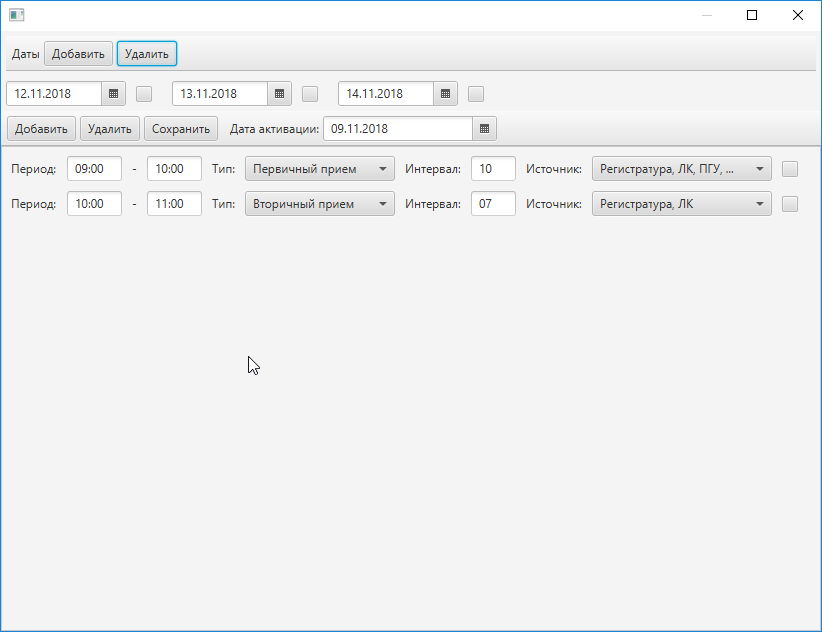 Даты Добавить Удалить
12.11.2018 13.11.2018 14.11.2018
Добавить Удалить Сохранить Дата активации: 09.11.2018
Период: 09:00 - 10:00 Тип: Первичный прием Интервал: 10 Источник: Регистратура, ЛК, ПГУ, ...
Период: 10:00 - 11:00 Тип: Вторичный прием Интервал: 07 Источник: Регистратура, ЛК